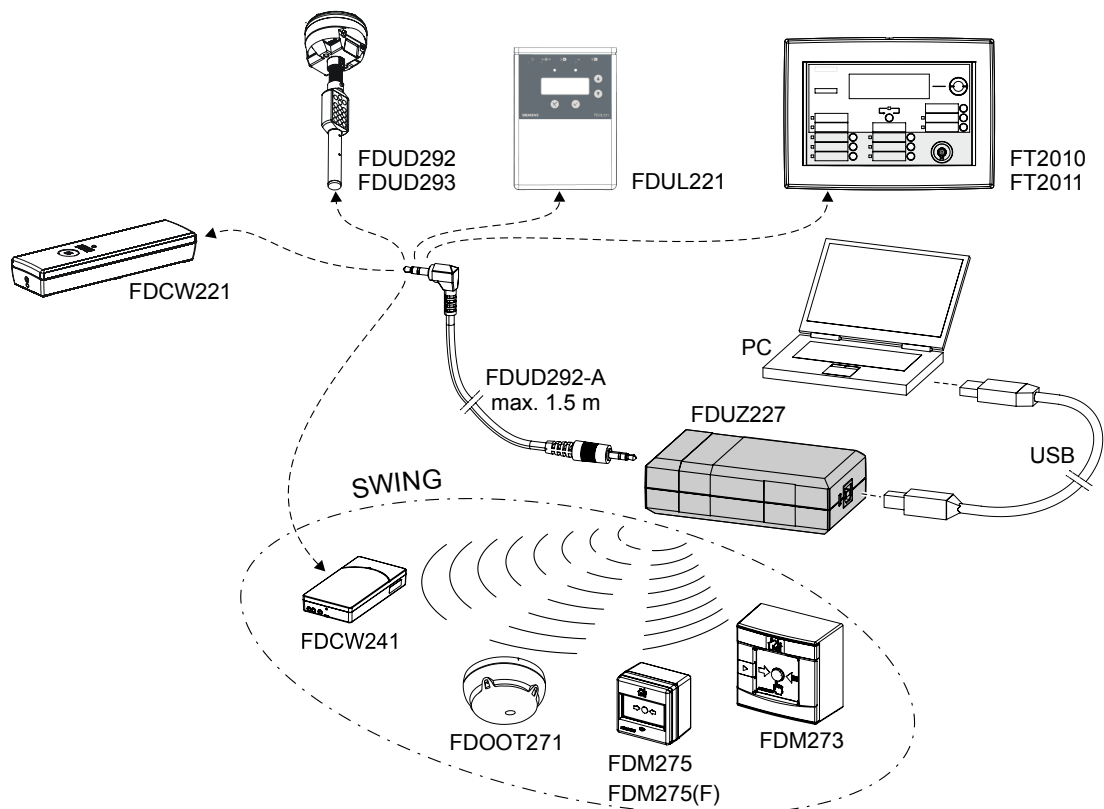 FDUD292
FDUD293
FDUL221
FT2010
FT2011
FDCW221
PC
FDUD292-A
max. 1.5 m
FDUZ227
USB
SWING
FDCW241
FDOOT271
FDM275
FDM275(F)
FDM273